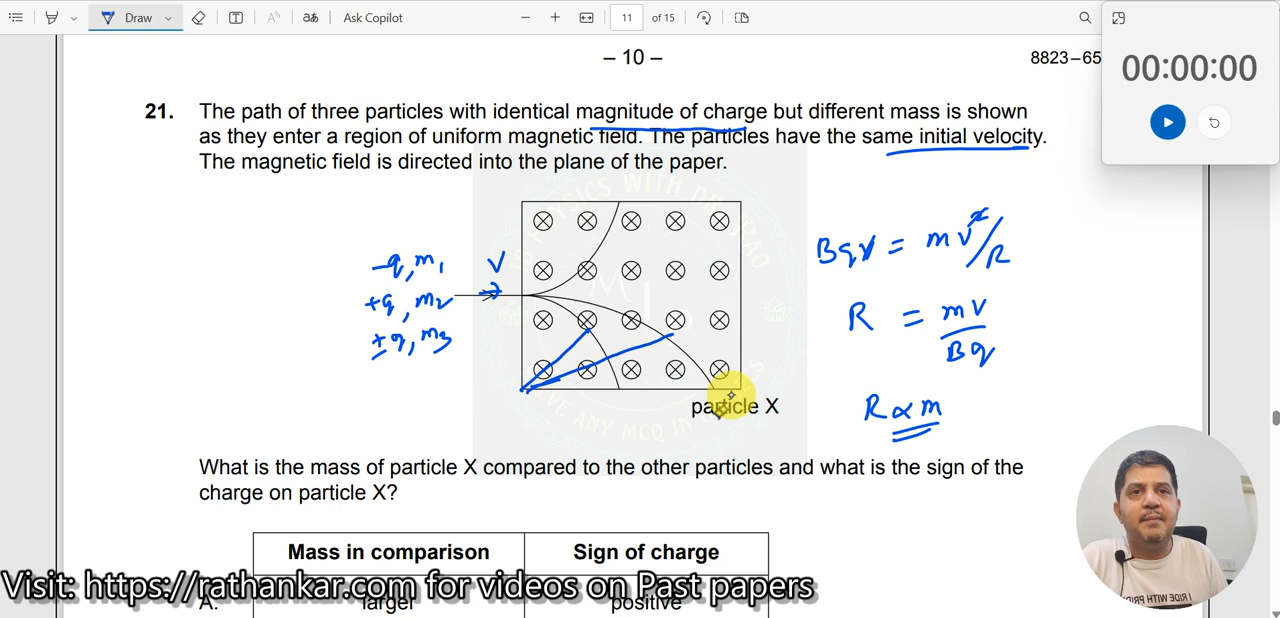 Draw
Ask Copilot
11 of 15
– 10 –
8823–65
00:00:00
21. The path of three particles with identical magnitude of charge but different mass is shown
as they enter a region of uniform magnetic field. The particles have the same initial velocity.
The magnetic field is directed into the plane of the paper.
-q, m1
+q, m2
+q, m3
V
Bqv = mv²/R
R = mV/Bq
R ∝ m
particle X
What is the mass of particle X compared to the other particles and what is the sign of the
charge on particle X?
Mass in comparison Sign of charge
A. larger positive
Visit: https://rathankar.com for videos on Past papers